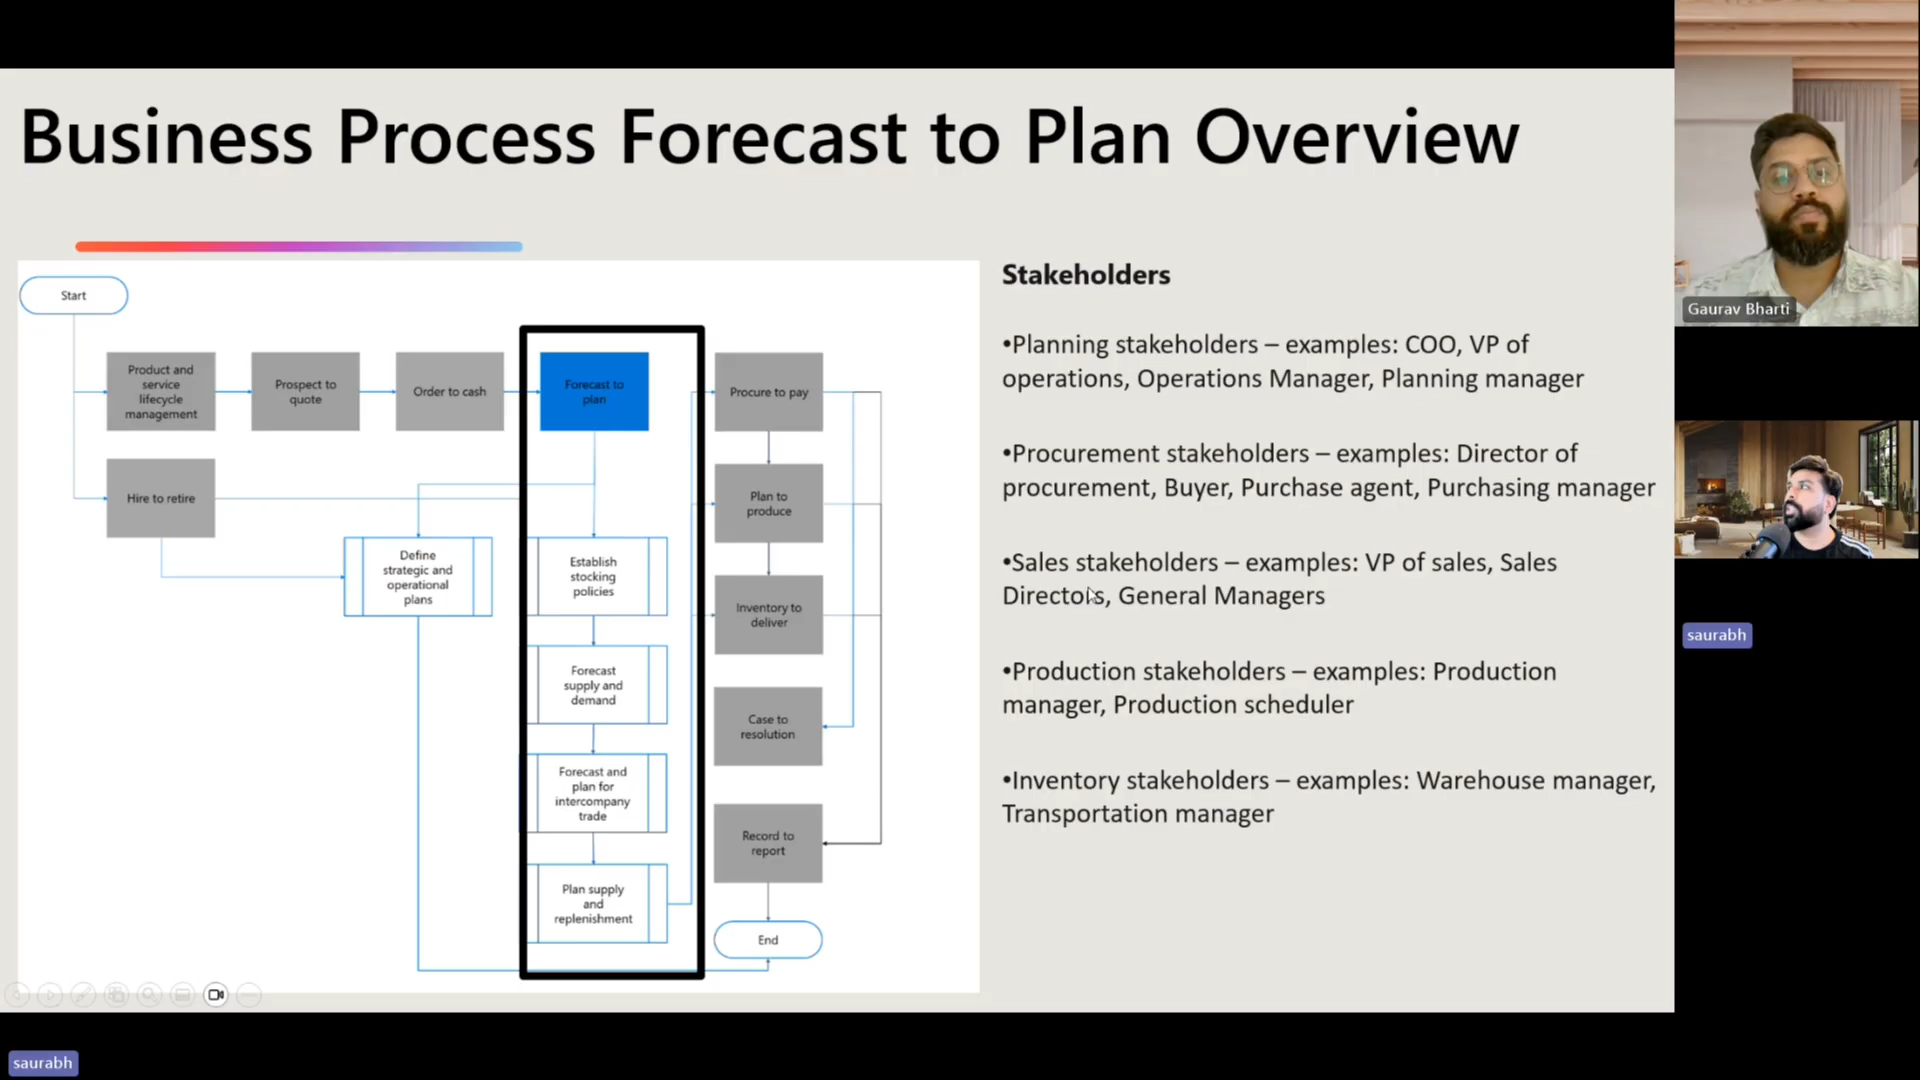 Business Process Forecast to Plan Overview
Start
Product and
service
lifecycle
management
Prospect to
quote
Order to cash
Forecast to
plan
Procure to pay
Hire to retire
Plan to
produce
Define
strategic and
operational
plans
Establish
stocking
policies
Inventory to
deliver
Forecast
supply and
demand
Case to
resolution
Forecast and
plan for
intercompany
trade
Record to
report
Plan supply
and
replenishment
End
Stakeholders
•Planning stakeholders – examples: COO, VP of
operations, Operations Manager, Planning manager
•Procurement stakeholders – examples: Director of
procurement, Buyer, Purchase agent, Purchasing manager
•Sales stakeholders – examples: VP of sales, Sales
Directors, General Managers
•Production stakeholders – examples: Production
manager, Production scheduler
•Inventory stakeholders – examples: Warehouse manager,
Transportation manager
Gaurav Bharti
saurabh
saurabh